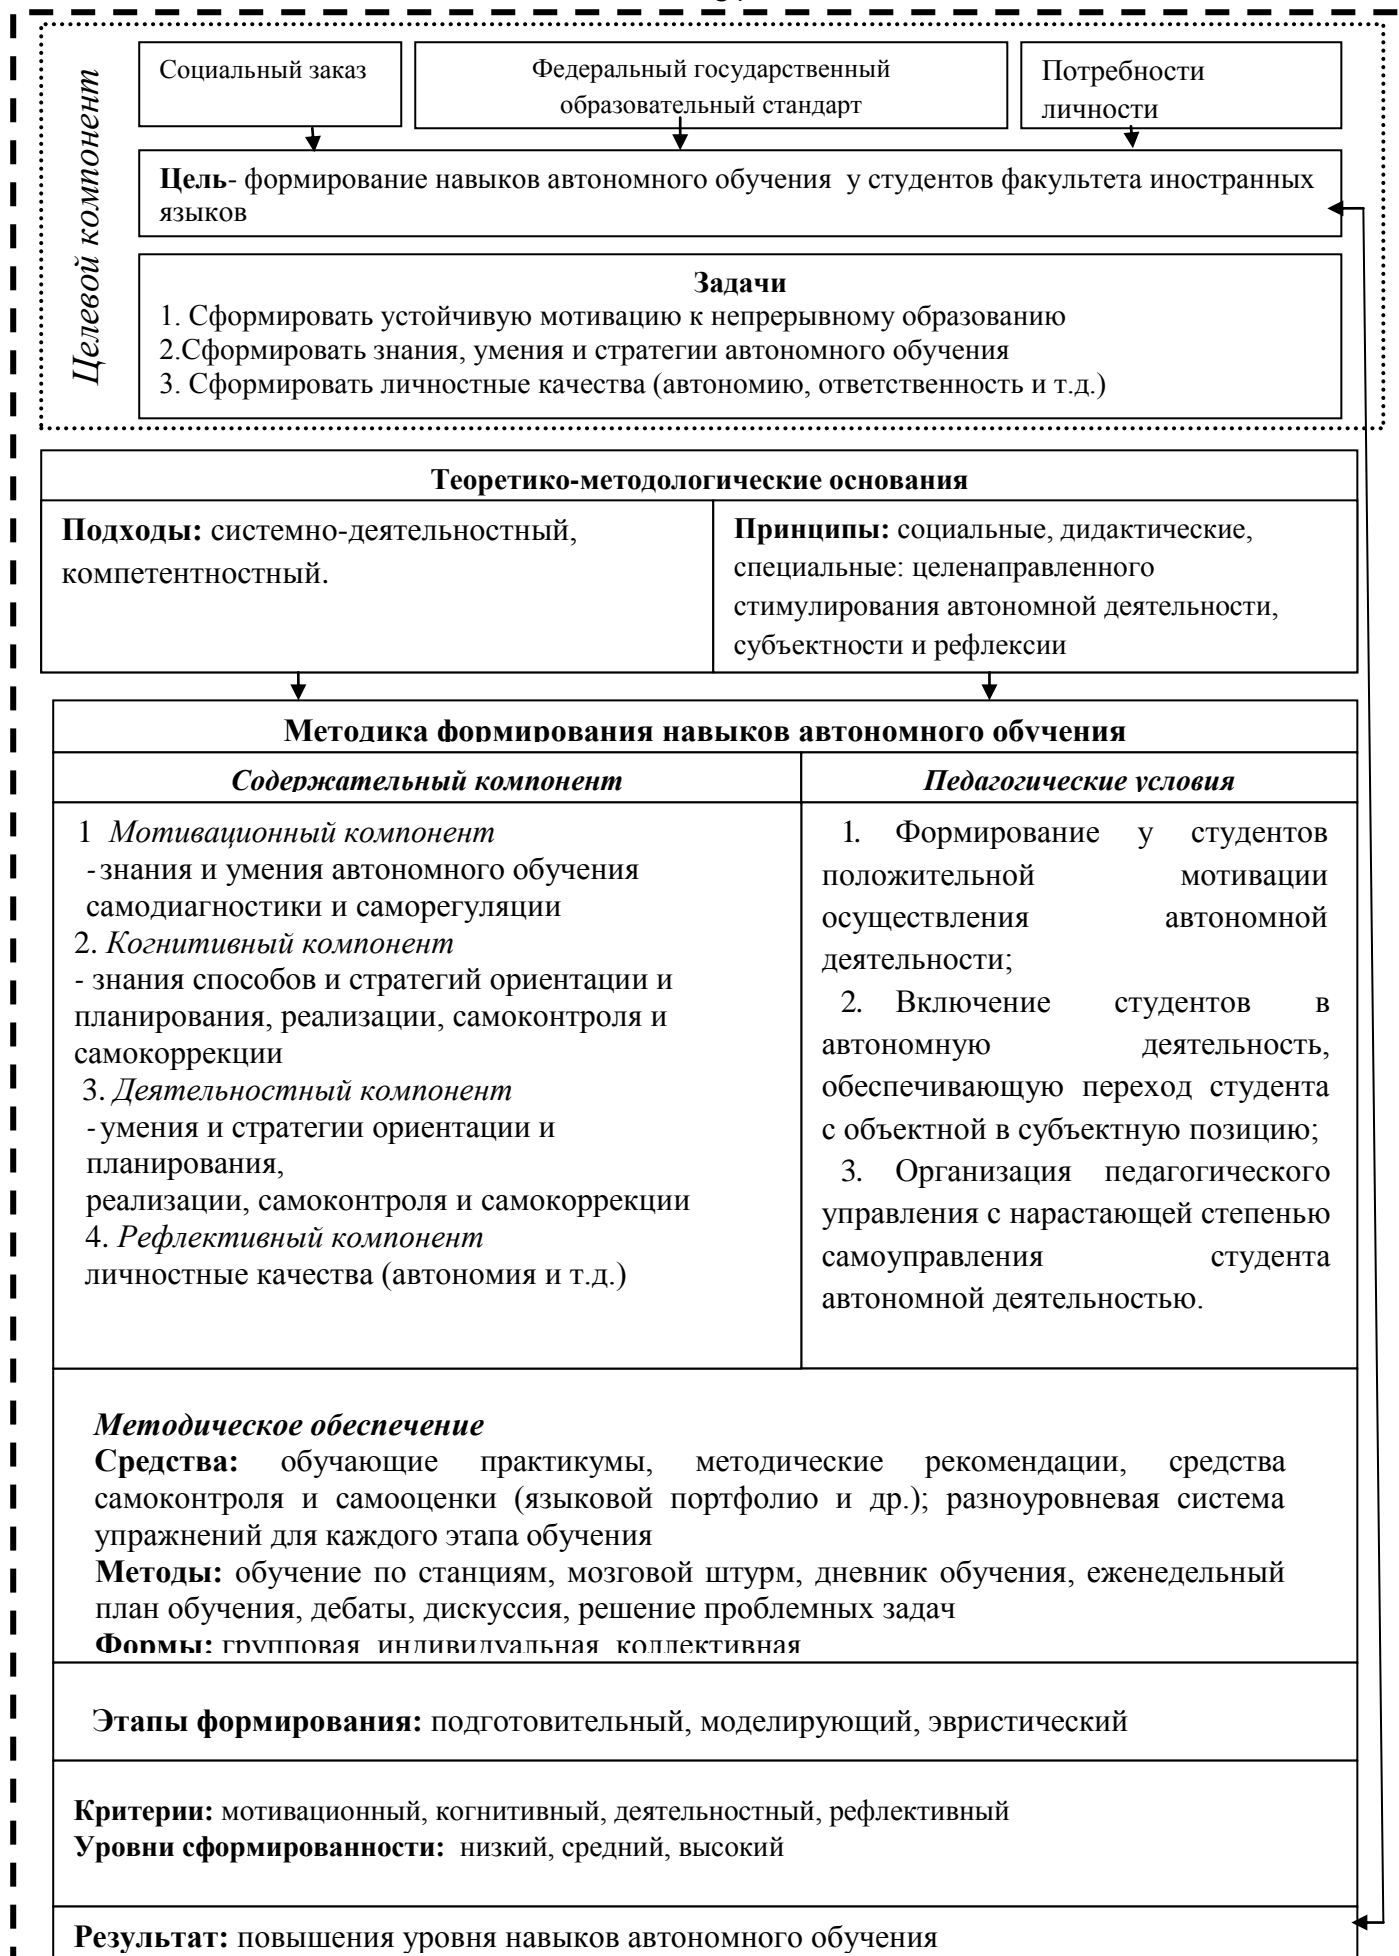 Целевой компонент
Социальный заказ
Федеральный государственный
образовательный стандарт
Потребности
личности
Цель- формирование навыков автономного обучения у студентов факультета иностранных
языков
Задачи
1. Сформировать устойчивую мотивацию к непрерывному образованию
2.Сформировать знания, умения и стратегии автономного обучения
3. Сформировать личностные качества (автономию, ответственность и т.д.)
Теоретико-методологические основания
Подходы: системно-деятельностный,
компетентностный.
Принципы: социальные, дидактические,
специальные: целенаправленного
стимулирования автономной деятельности,
субъектности и рефлексии
Методика формирования навыков автономного обучения
Содержательный компонент
Педагогические условия
1 Мотивационный компонент
-знания и умения автономного обучения
самодиагностики и саморегуляции
2. Когнитивный компонент
- знания способов и стратегий ориентации и
планирования, реализации, самоконтроля и
самокоррекции
3. Деятельностный компонент
-умения и стратегии ориентации и
планирования,
реализации, самоконтроля и самокоррекции
4. Рефлективный компонент
личностные качества (автономия и т.д.)
1. Формирование у студентов
положительной мотивации
осуществления автономной
деятельности;
2. Включение студентов в
автономную деятельность,
обеспечивающую переход студента
с объектной в субъектную позицию;
3. Организация педагогического
управления с нарастающей степенью
самоуправления студента
автономной деятельностью.
Методическое обеспечение
Средства: обучающие практикумы, методические рекомендации, средства
самоконтроля и самооценки (языковой портфолио и др.); разноуровневая система
упражнений для каждого этапа обучения
Методы: обучение по станциям, мозговой штурм, дневник обучения, еженедельный
план обучения, дебаты, дискуссия, решение проблемных задач
Формы: групповая индивидуальная коллективная
Этапы формирования: подготовительный, моделирующий, эвристический
Критерии: мотивационный, когнитивный, деятельностный, рефлективный
Уровни сформированности: низкий, средний, высокий
Результат: повышения уровня навыков автономного обучения